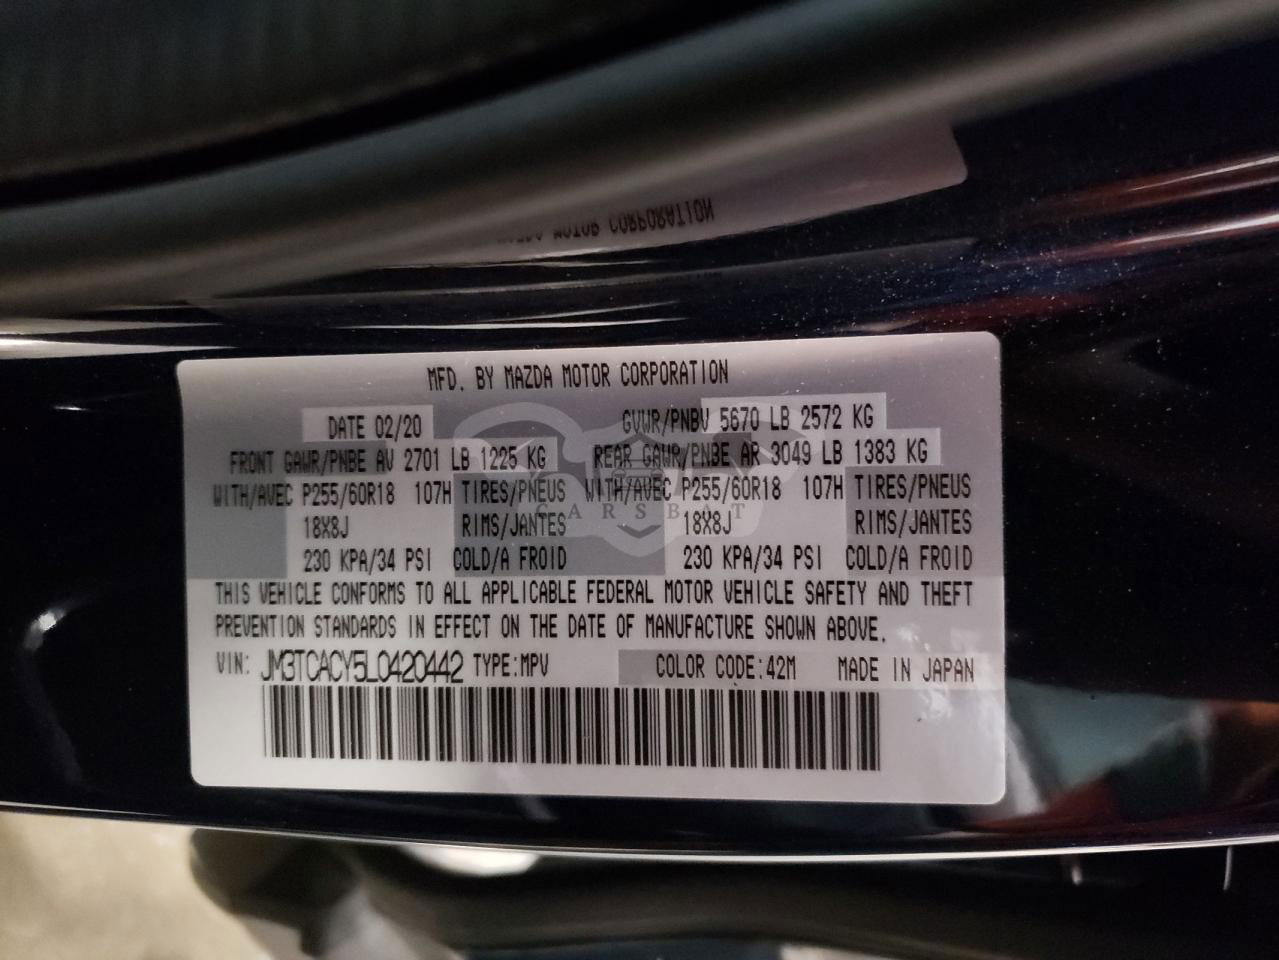 MAZDA MOTOR CORPORATION
MFD. BY MAZDA MOTOR CORPORATION
DATE 02/20 GVWR/PNBV 5670 LB 2572 KG
FRONT GAWR/PNBE AV 2701 LB 1225 KG REAR GAWR/PNBE AR 3049 LB 1383 KG
WITH/AVEC P255/60R18 107H TIRES/PNEUS WITH/AVEC P255/60R18 107H TIRES/PNEUS
CARSBAT
18X8J RIMS/JANTES 18X8J RIMS/JANTES
230 KPA/34 PSI COLD/A FROID 230 KPA/34 PSI COLD/A FROID
THIS VEHICLE CONFORMS TO ALL APPLICABLE FEDERAL MOTOR VEHICLE SAFETY AND THEFT
PREVENTION STANDARDS IN EFFECT ON THE DATE OF MANUFACTURE SHOWN ABOVE.
VIN: JM3TCACY5L0420442 TYPE:MPV COLOR CODE:42M MADE IN JAPAN